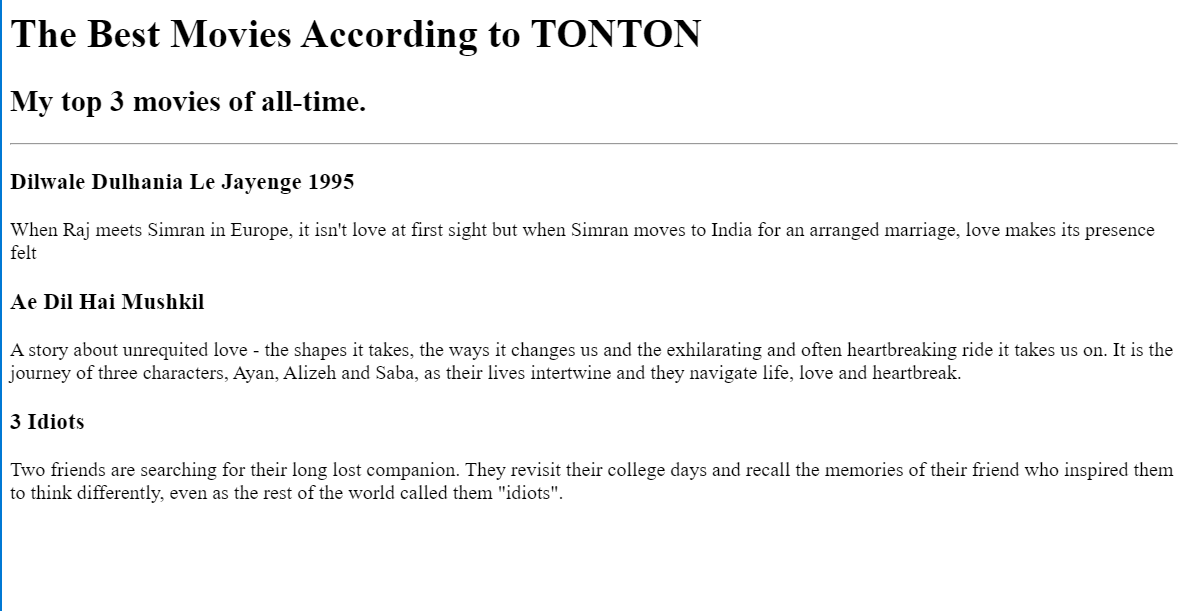 The Best Movies According to TONTON
My top 3 movies of all-time.
Dilwale Dulhania Le Jayenge 1995
When Raj meets Simran in Europe, it isn't love at first sight but when Simran moves to India for an arranged marriage, love makes its presence
felt
Ae Dil Hai Mushkil
A story about unrequited love - the shapes it takes, the ways it changes us and the exhilarating and often heartbreaking ride it takes us on. It is the
journey of three characters, Ayan, Alizeh and Saba, as their lives intertwine and they navigate life, love and heartbreak.
3 Idiots
Two friends are searching for their long lost companion. They revisit their college days and recall the memories of their friend who inspired them
to think differently, even as the rest of the world called them "idiots".